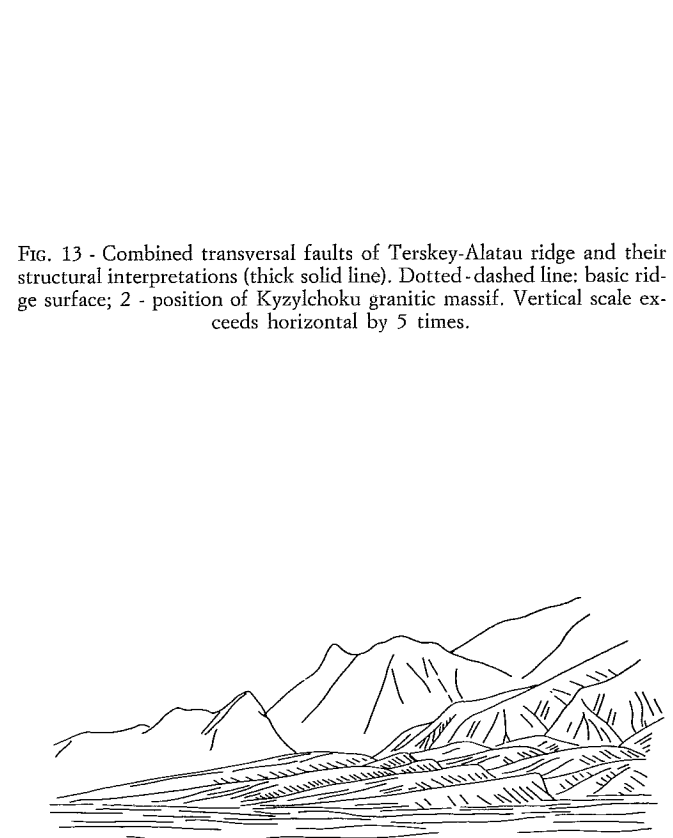 FIG. 13 - Combined transversal faults of Terskey-Alatau ridge and their
structural interpretations (thick solid line). Dotted-dashed line: basic rid-
ge surface; 2 - position of Kyzylchoku granitic massif. Vertical scale ex-
ceeds horizontal by 5 times.